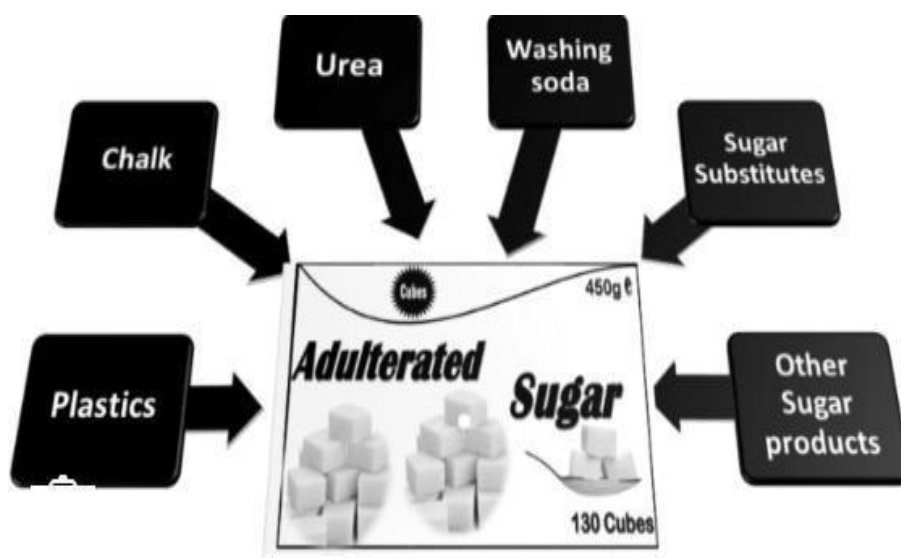 Urea
Washing
soda
Chalk
Sugar
Substitutes
Plastics
Other
Sugar
products
Cubes
450g e
Adulterated
Sugar
130 Cubes